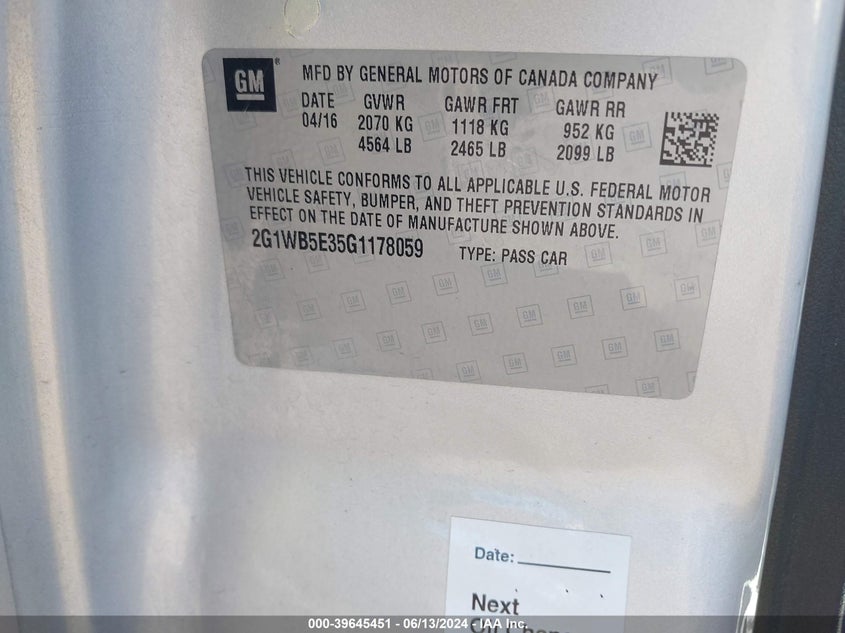 GM ® MFD BY GENERAL MOTORS OF CANADA COMPANY
DATE GVWR GAWR FRT GAWR RR
04/16 2070 KG 1118 KG 952 KG
4564 LB 2465 LB 2099 LB
THIS VEHICLE CONFORMS TO ALL APPLICABLE U.S. FEDERAL MOTOR
VEHICLE SAFETY, BUMPER, AND THEFT PREVENTION STANDARDS IN
EFFECT ON THE DATE OF MANUFACTURE SHOWN ABOVE.
2G1WB5E35G1178059 TYPE: PASS CAR
Date:
Next
000-39645451 - 06/13/2024 - IAA Inc.